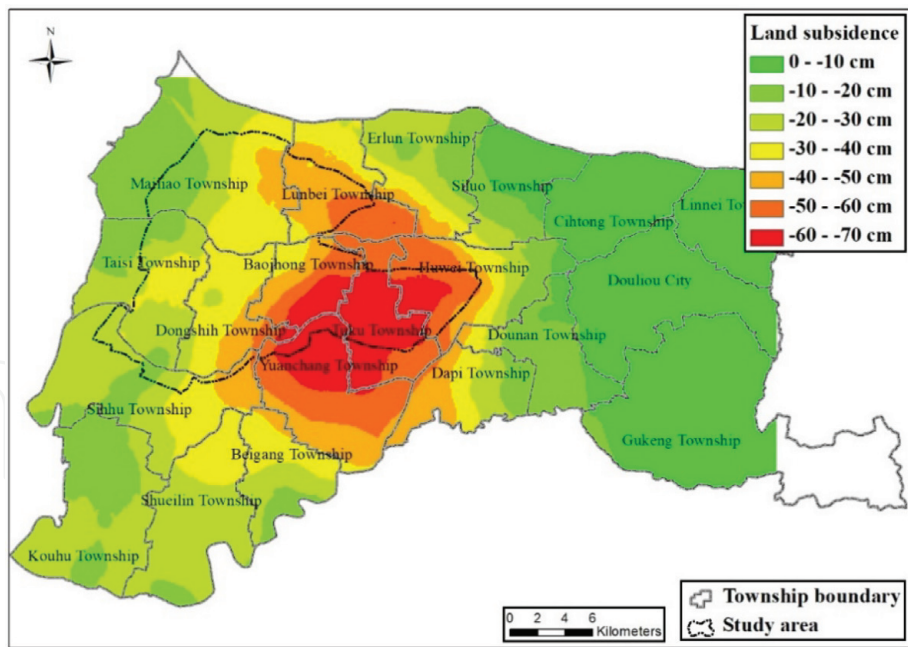 N
Land subsidence
0 - -10 cm
-10 - -20 cm
-20 - -30 cm
-30 - -40 cm
-40 - -50 cm
-50 - -60 cm
-60 - -70 cm
Erlun Township
Mailiao Township
Lunbei Township
Siluo Township
Cihtong Township
Linnei To
Taisi Township
Baojhong Township
Huwei Township
Douliou City
Dongshih Township
Tuku Township
Dounan Township
Yuanchang Township
Dapi Township
Sihhu Township
Gukeng Township
Beigang Township
Shueilin Township
Kouhu Township
0 2 4 6
Kilometers
Township boundary
Study area